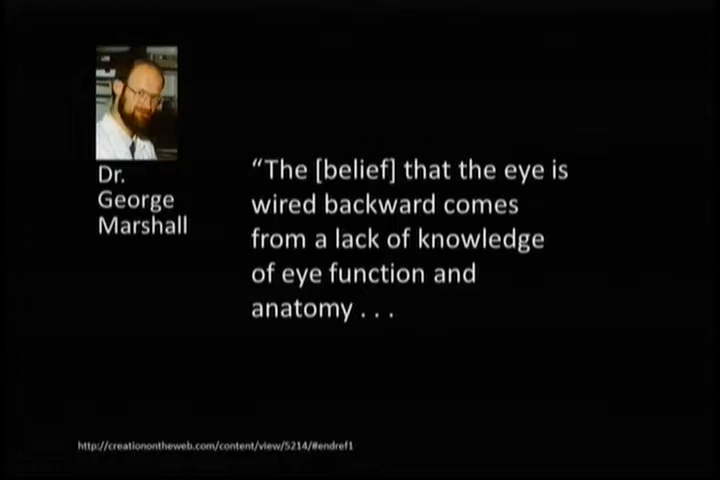 Dr.
George
Marshall
“The [belief] that the eye is
wired backward comes
from a lack of knowledge
of eye function and
anatomy . . .
http://creationontheweb.com/content/view/5214/#endref1